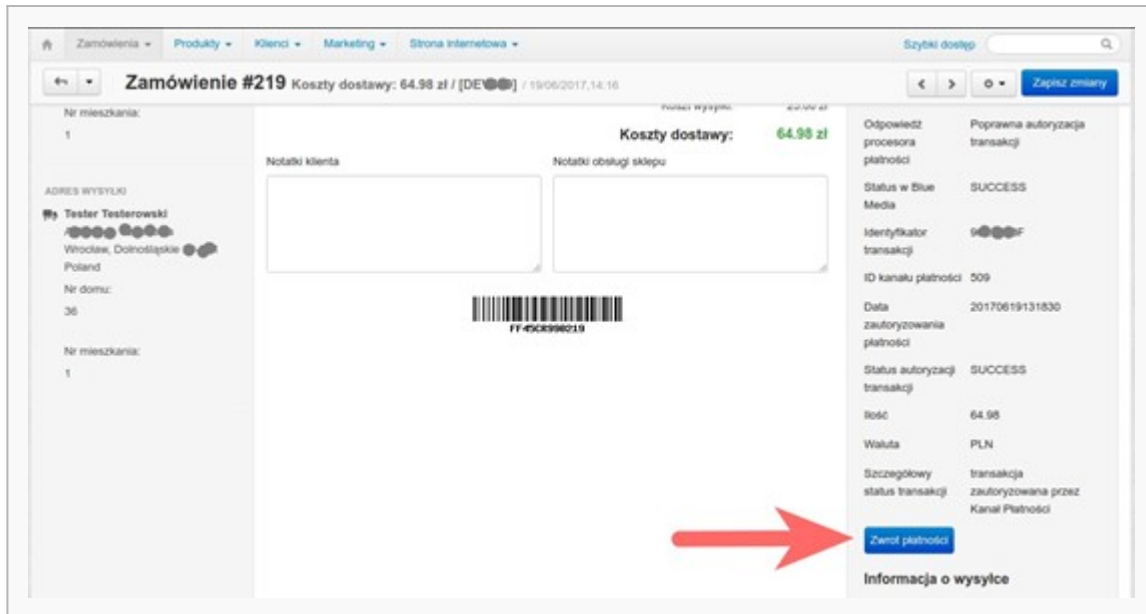 Zamówienia Produkty Klienci Marketing Strona internetowa Szybki dostęp
Zamówienie #219 Koszty dostawy: 64.98 zł / [DEV / 19/06/2017,14:16 Zapisz zmiany
Nr mieszkania:
1
ADRES WYSYŁKI
Tester Testerowski
Wrocław, Dolnośląskie
Poland
Nr domu:
36
Nr mieszkania:
1
Koszty dostawy: 64.98 zł
Notatki klienta Notatki obsługi sklepu
FF45CR990219
Odpowiedź Poprawna autoryzacja
procesora transakcji
płatności
Status w Blue SUCCESS
Media
Identyfikator
transakcji
ID kanału płatności 509
Data 20170619131830
zautoryzowania
płatności
Status autoryzacji SUCCESS
transakcji
Ilość 64.98
Waluta PLN
Szczegółowy transakcja
status transakcji zautoryzowana przez
Kanał Płatności
Zwrot płatności
Informacja o wysyłce